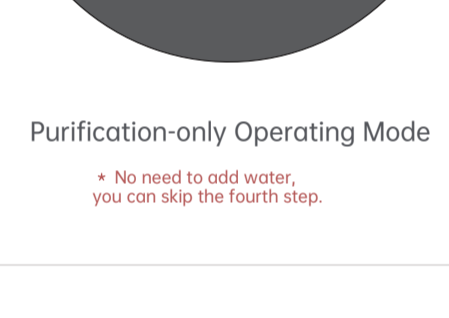 Purification-only Operating Mode
* No need to add water,
you can skip the fourth step.